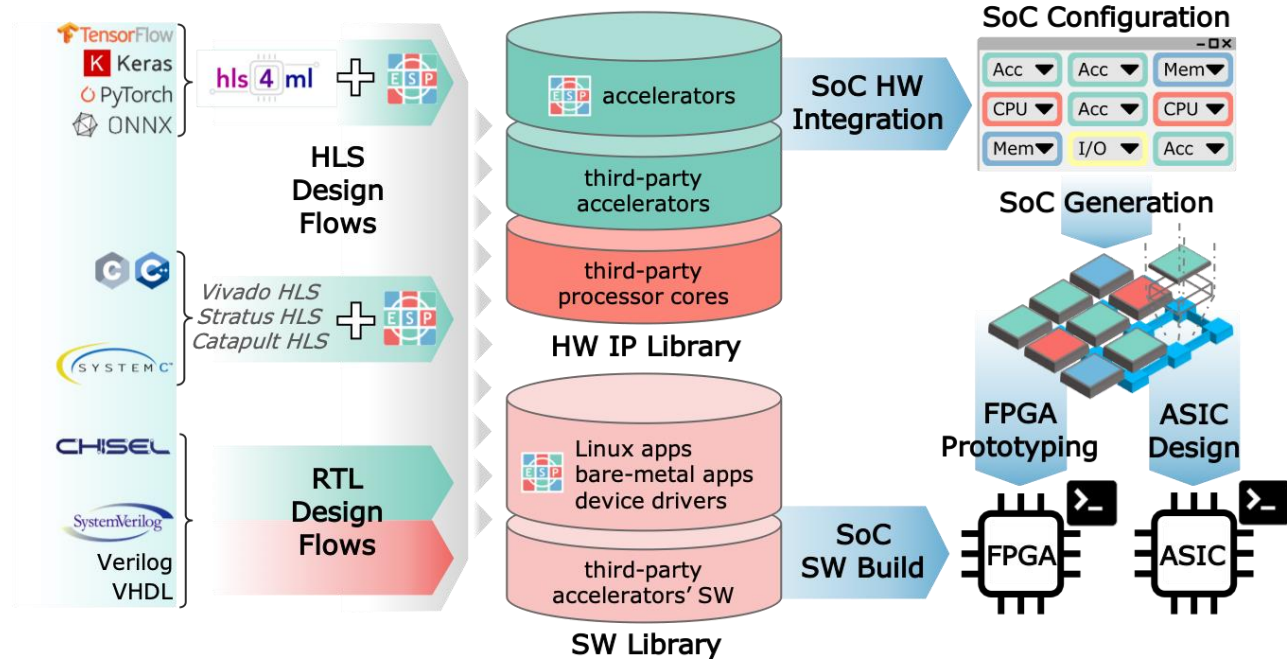 TensorFlow
Keras
PyTorch
ONNX
hls 4 ml
ESP
HLS
Design
Flows
C
C++
SYSTEM C™
Vivado HLS
Stratus HLS
Catapult HLS
ESP
CHISEL
SystemVerilog
Verilog
VHDL
RTL
Design
Flows
ESP
accelerators
third-party
accelerators
third-party
processor cores
HW IP Library
ESP
Linux apps
bare-metal apps
device drivers
third-party
accelerators' SW
SW Library
SoC HW
Integration
SoC
SW Build
SoC Configuration
Acc Acc Mem
CPU Acc CPU
Mem I/O Acc
SoC Generation
FPGA
Prototyping
ASIC
Design
FPGA
ASIC